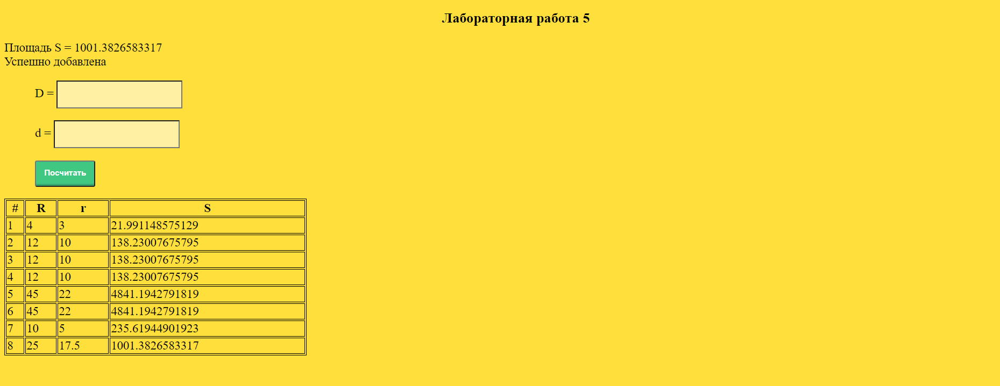 Лабораторная работа 5
Площадь S = 1001.3826583317
Успешно добавлена
D =
d =
Посчитать
# R r S
1 4 3 21.991148575129
2 12 10 138.23007675795
3 12 10 138.23007675795
4 12 10 138.23007675795
5 45 22 4841.1942791819
6 45 22 4841.1942791819
7 10 5 235.61944901923
8 25 17.5 1001.3826583317